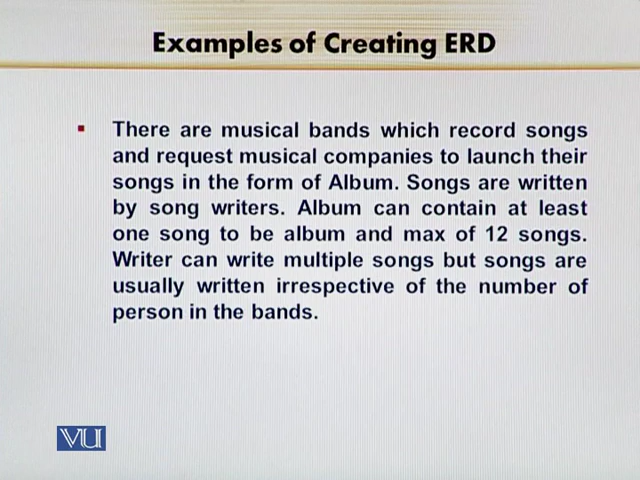 Examples of Creating ERD
There are musical bands which record songs
and request musical companies to launch their
songs in the form of Album. Songs are written
by song writers. Album can contain at least
one song to be album and max of 12 songs.
Writer can write multiple songs but songs are
usually written irrespective of the number of
person in the bands.
VU